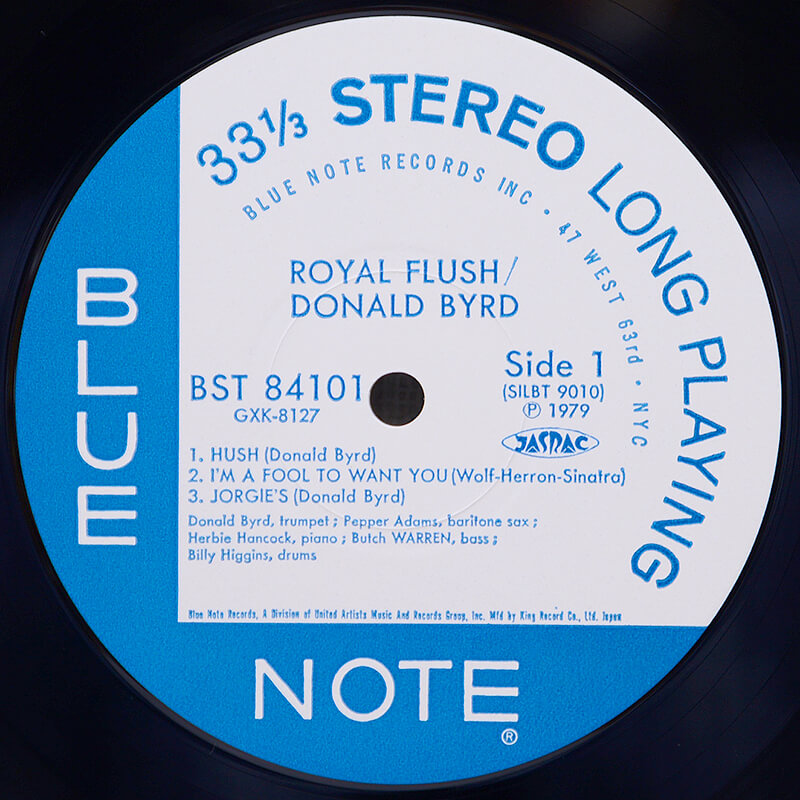 33⅓ STEREO LONG PLAYING
BLUE NOTE RECORDS INC • 47 WEST 63rd • NYC
ROYAL FLUSH/
DONALD BYRD
BST 84101
GXK-8127
Side 1
(SILBT 9010)
℗ 1979
JASRAC
1. HUSH (Donald Byrd)
2. I'M A FOOL TO WANT YOU (Wolf-Herron-Sinatra)
3. JORGIE'S (Donald Byrd)
Donald Byrd, trumpet ; Pepper Adams, baritone sax ;
Herbie Hancock, piano ; Butch WARREN, bass ;
Billy Higgins, drums
Blue Note Records, A Division of United Artists Music And Records Group, Inc. Mfd by King Record Co., Ltd. Japan
BLUE
NOTE
®